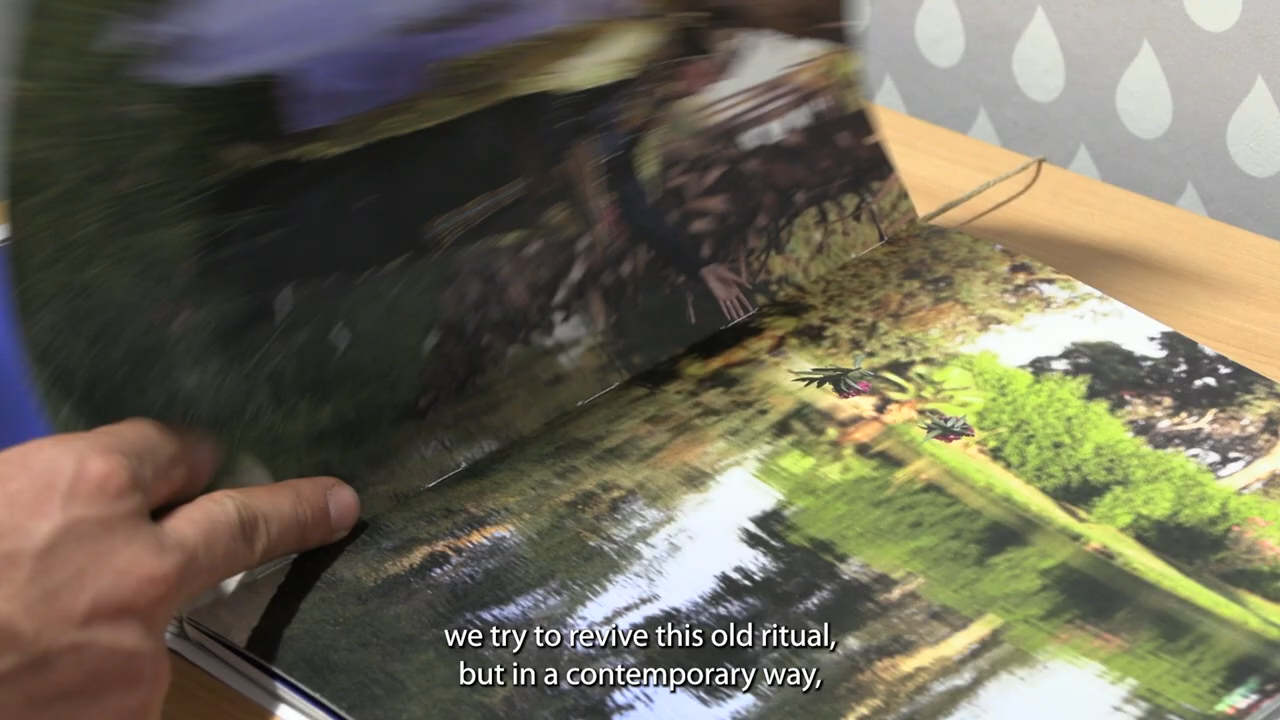 we try to revive this old ritual,
but in a contemporary way,